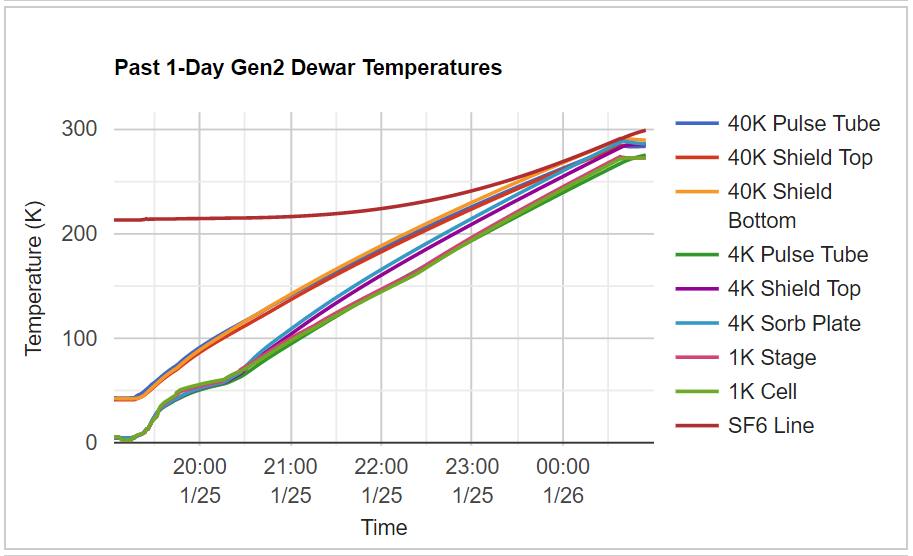 Past 1-Day Gen2 Dewar Temperatures
Temperature (K)
300
200
100
0
20:00
1/25
21:00
1/25
22:00
1/25
23:00
1/25
00:00
1/26
Time
40K Pulse Tube
40K Shield Top
40K Shield
Bottom
4K Pulse Tube
4K Shield Top
4K Sorb Plate
1K Stage
1K Cell
SF6 Line